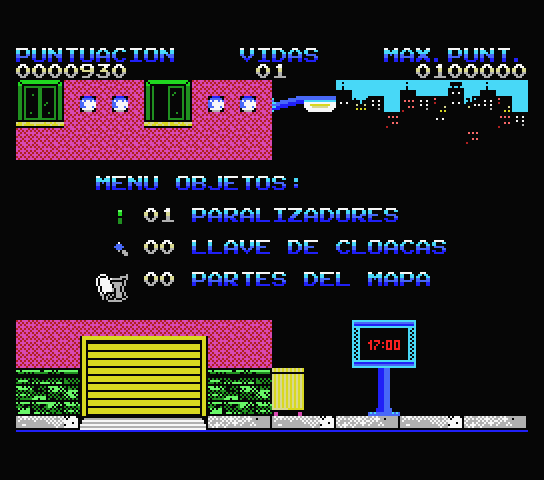 PUNTUACION VIDAS MAX.PUNT.
0000930 01 0100000
MENU OBJETOS:
01 PARALIZADORES
00 LLAVE DE CLOACAS
00 PARTES DEL MAPA
17:00